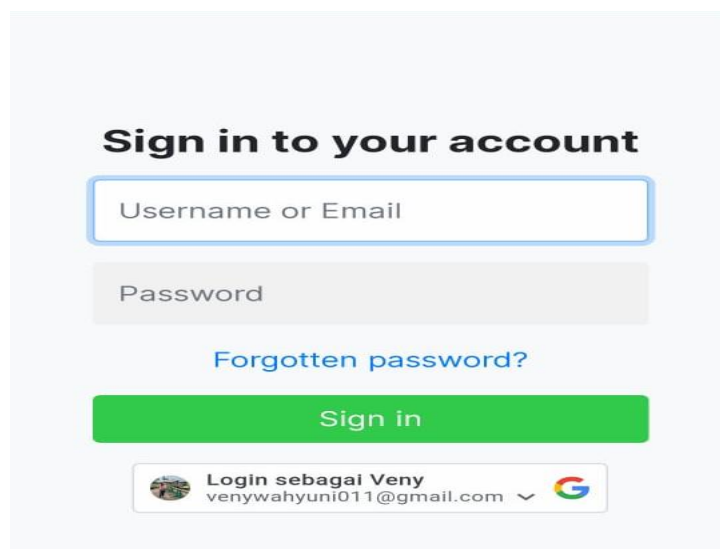 Sign in to your account
Username or Email
Password
Forgotten password?
Sign in
Login sebagai Veny
venywahyuni011@gmail.com